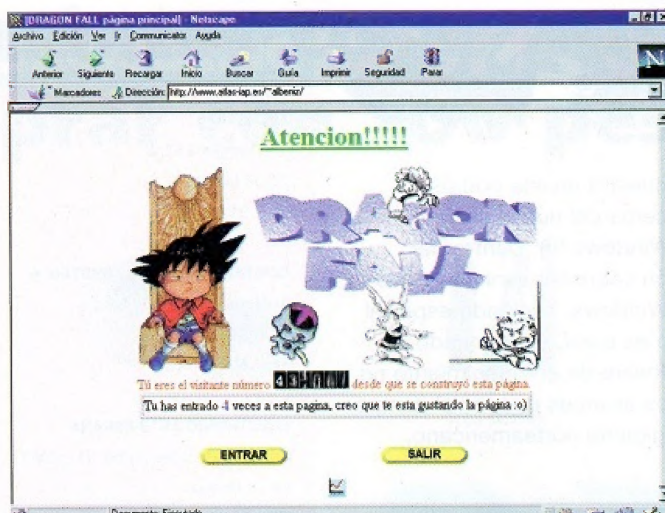 [DRAGON FALL página principal] - Netscape
Archivo Edición Ver Ir Communicator Ayuda
Anterior Siguiente Recargar Inicio Buscar Guía Imprimir Seguridad Parar
N
Marcadores Dirección: http://www.atlas-iap.es/~albeniz/
Atencion!!!!!
DRAGON
FALL
Tú eres el visitante número desde que se construyó esta página.
Tu has entrado 4 veces a esta pagina, creo que te esta gustando la página :o)
ENTRAR SALIR
Documento: Ejecutado